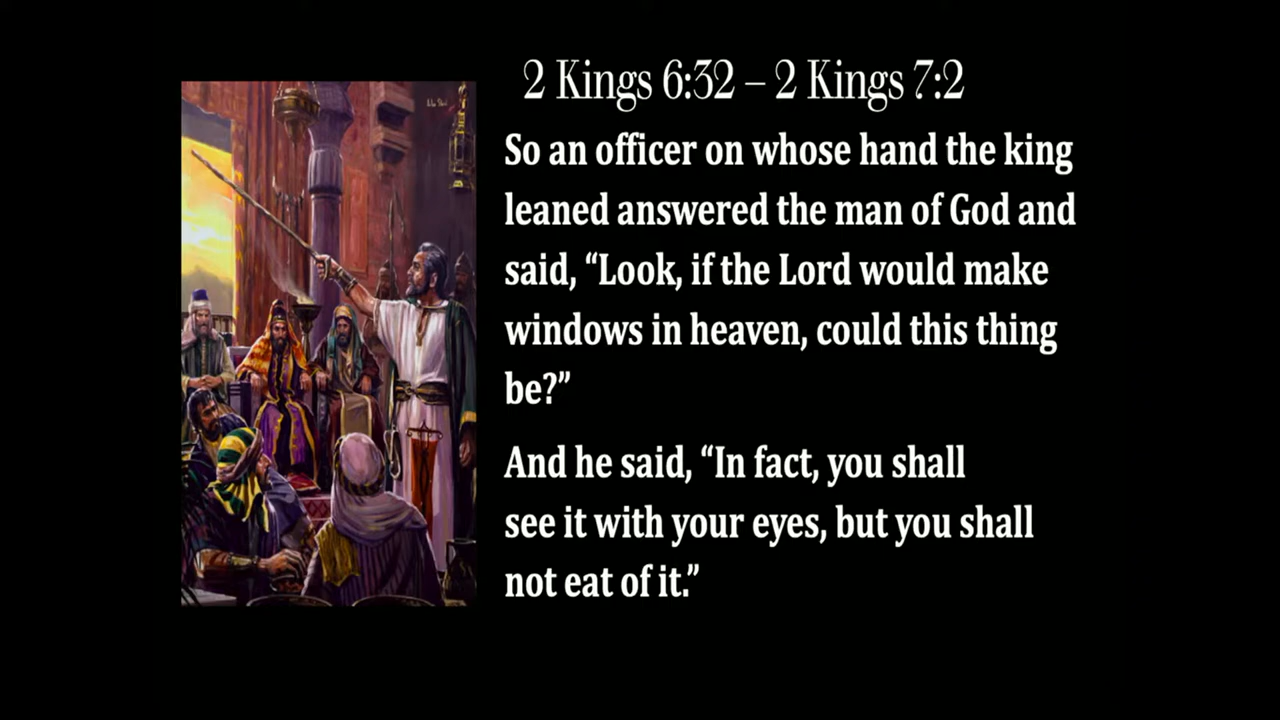 2 Kings 6:32 – 2 Kings 7:2
So an officer on whose hand the king
leaned answered the man of God and
said, “Look, if the Lord would make
windows in heaven, could this thing
be?”
And he said, “In fact, you shall
see it with your eyes, but you shall
not eat of it.”